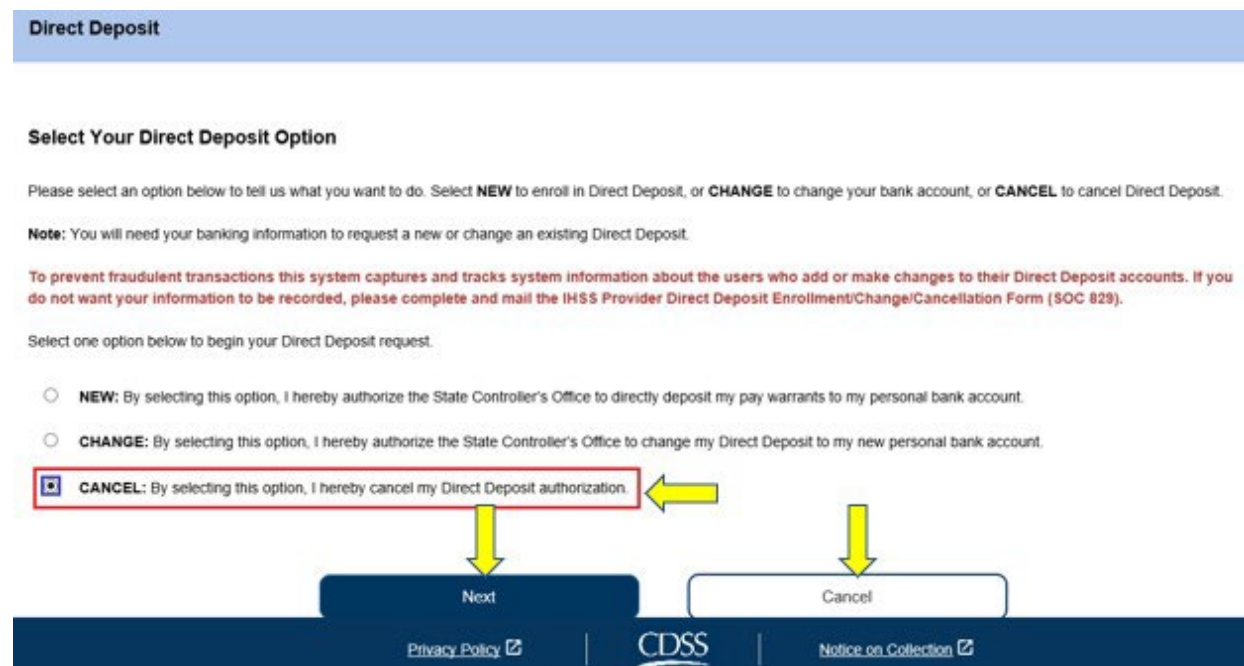 Direct Deposit
Select Your Direct Deposit Option
Please select an option below to tell us what you want to do. Select NEW to enroll in Direct Deposit, or CHANGE to change your bank account, or CANCEL to cancel Direct Deposit.
Note: You will need your banking information to request a new or change an existing Direct Deposit.
To prevent fraudulent transactions this system captures and tracks system information about the users who add or make changes to their Direct Deposit accounts. If you
do not want your information to be recorded, please complete and mail the IHSS Provider Direct Deposit Enrollment/Change/Cancellation Form (SOC 829).
Select one option below to begin your Direct Deposit request.
NEW: By selecting this option, I hereby authorize the State Controller's Office to directly deposit my pay warrants to my personal bank account.
CHANGE: By selecting this option, I hereby authorize the State Controller's Office to change my Direct Deposit to my new personal bank account.
CANCEL: By selecting this option, I hereby cancel my Direct Deposit authorization.
Next Cancel
Privacy Policy CDSS Notice on Collection